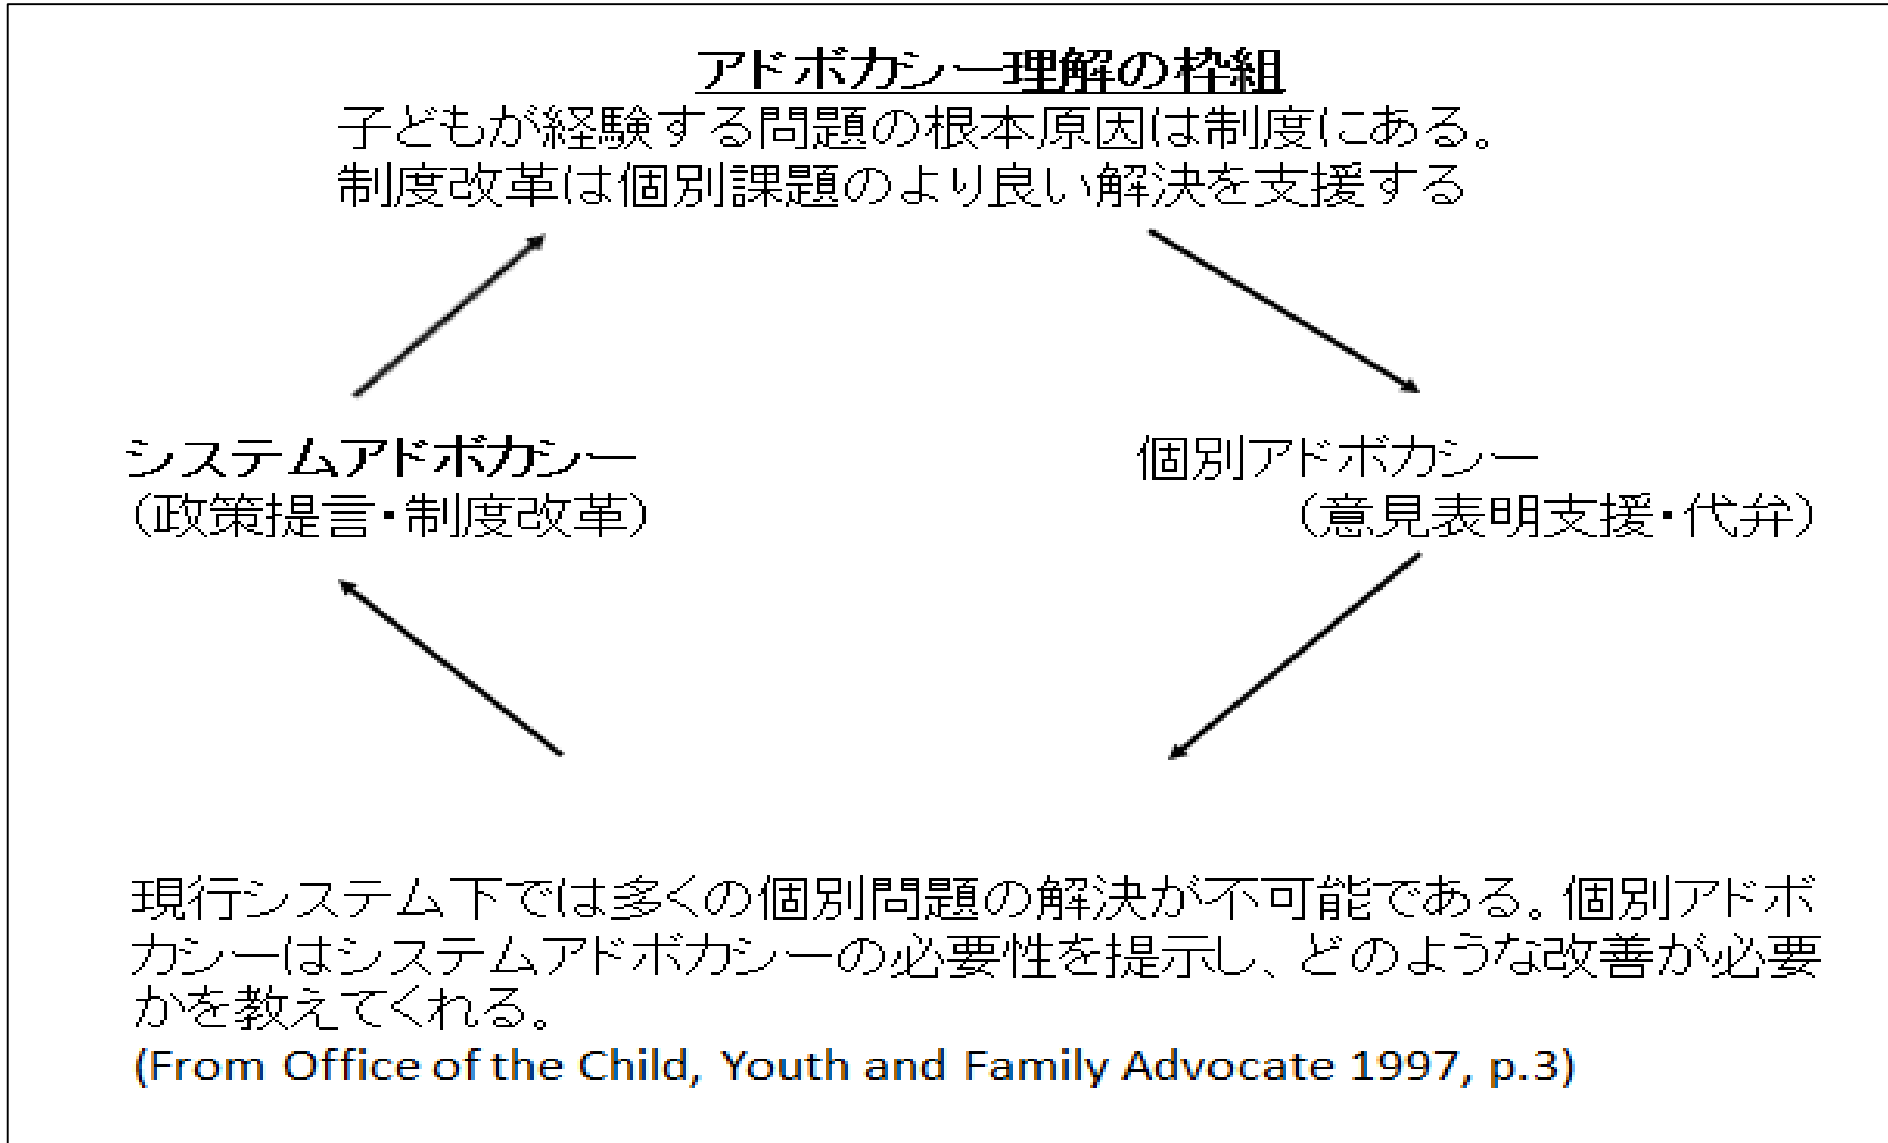 アドボカシー理解の枠組
子どもが経験する問題の根本原因は制度にある。
制度改革は個別課題のより良い解決を支援する
システムアドボカシー
（政策提言・制度改革）
個別アドボカシー
（意見表明支援・代弁）
現行システム下では多くの個別問題の解決が不可能である。個別アドボ
カシーはシステムアドボカシーの必要性を提示し、どのような改善が必要
かを教えてくれる。
(From Office of the Child, Youth and Family Advocate 1997, p.3)